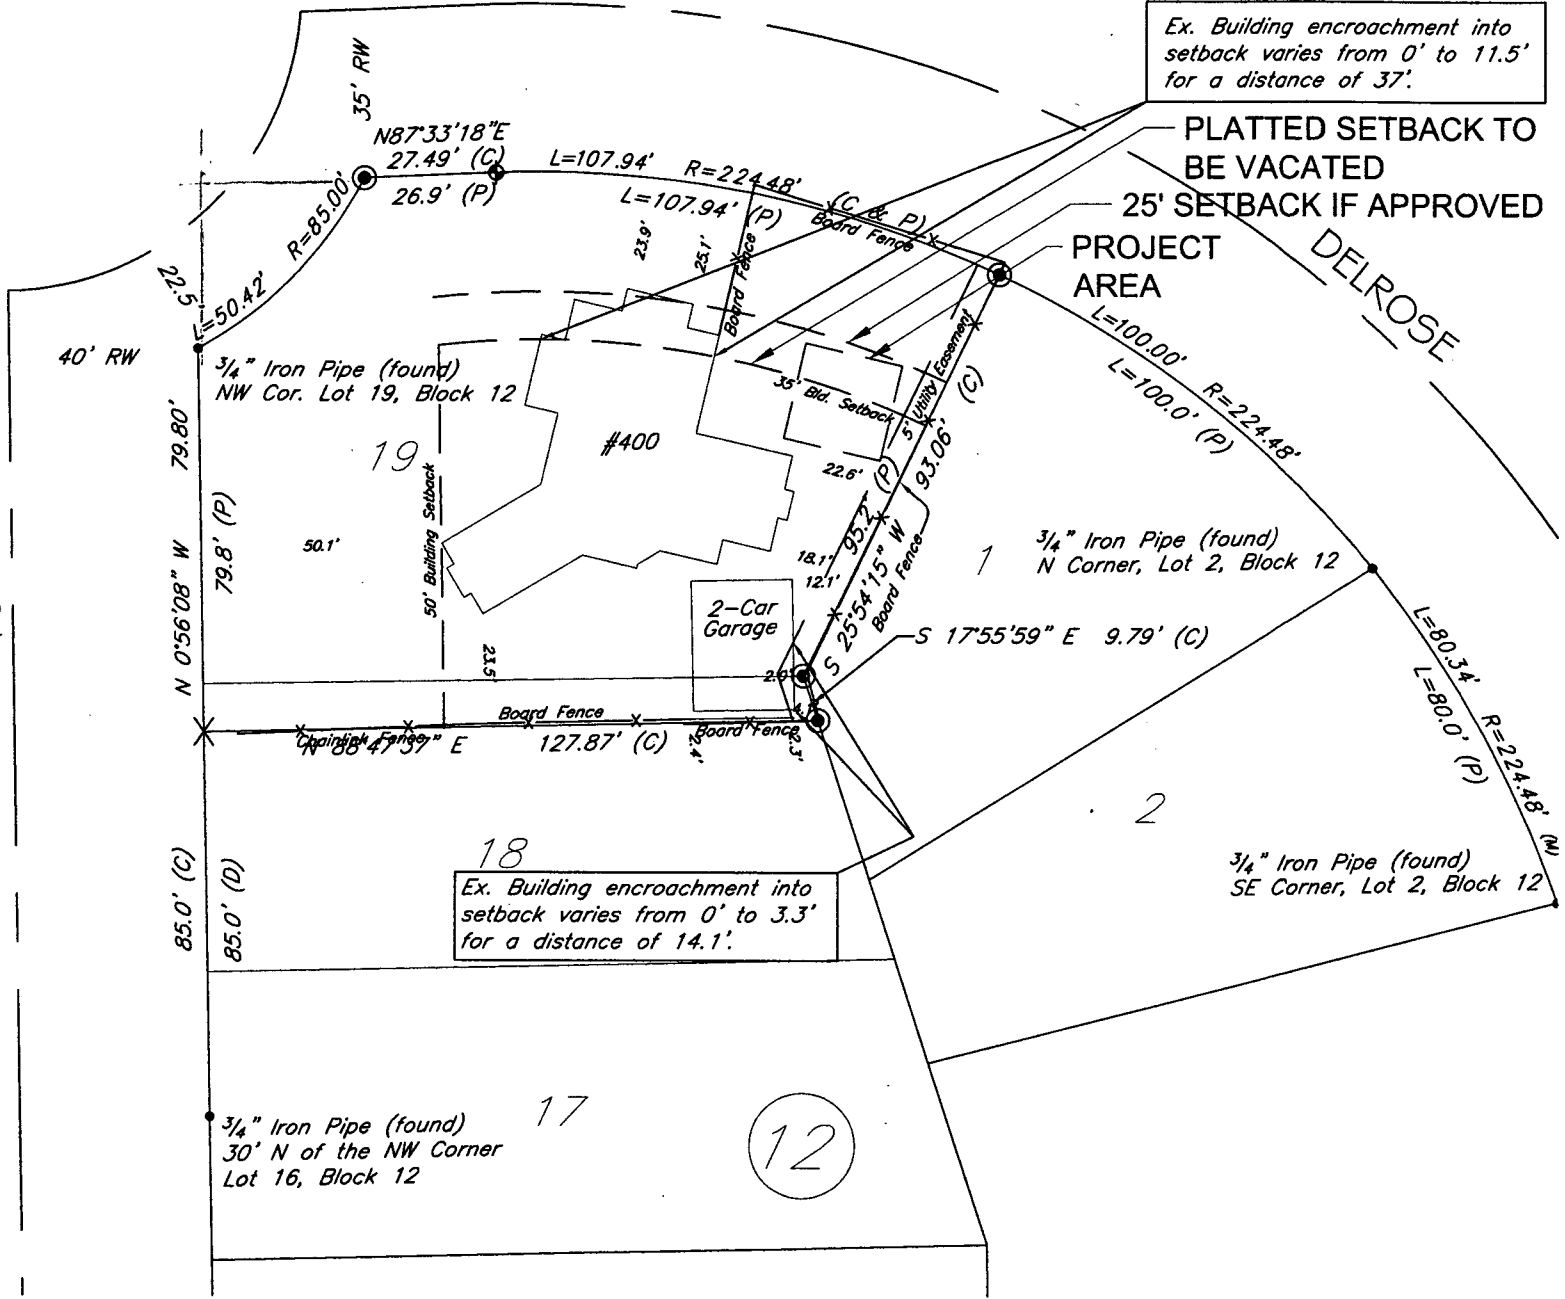 Ex. Building encroachment into
setback varies from 0' to 11.5'
for a distance of 37'.
PLATTED SETBACK TO
BE VACATED
25' SETBACK IF APPROVED
PROJECT
AREA
DELROSE
35' RW
N87°33'18"E
27.49' (C)
26.9' (P)
L=107.94'
R=224.48'
(C & P)
L=107.94' (P)
Board Fence
R=85.00'
L=50.42'
22.5'
23.9'
25.1'
Board Fence
40' RW
3/4" Iron Pipe (found)
NW Cor. Lot 19, Block 12
L=100.00'
R=224.48'
L=100.0' (P)
5' Utility Easement
35' Bld. Setback
(C)
93.06'
95.2' (P)
S 25°54'15" W
Board Fence
79.80'
N 0°56'08" W
79.8' (P)
19
#400
50' Building Setback
50.1'
22.6'
18.1'
12.1'
1
3/4" Iron Pipe (found)
N Corner, Lot 2, Block 12
2-Car
Garage
S 17°55'59" E 9.79' (C)
23.5'
2.0'
Board Fence
Chainlink Fence
N 88°47'37" E
127.87' (C)
Board Fence
2.4'
2.3'
L=80.34'
R=224.48' (M)
L=80.0' (P)
2
3/4" Iron Pipe (found)
SE Corner, Lot 2, Block 12
18
85.0' (C)
85.0' (D)
Ex. Building encroachment into
setback varies from 0' to 3.3'
for a distance of 14.1'.
17
12
3/4" Iron Pipe (found)
30' N of the NW Corner
Lot 16, Block 12